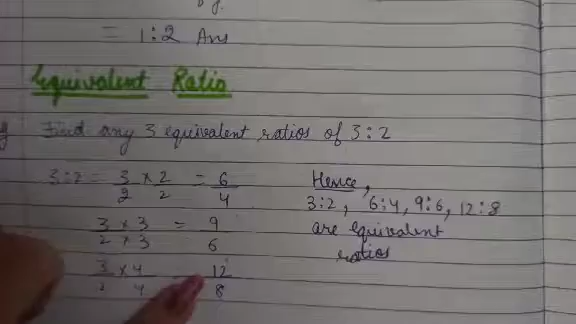 = 1:2 Ans
Equivalent Ratio
Find any 3 equivalent ratios of 3:2
3:2 = 3/2 × 2/2 = 6/4
3 × 3 / 2 × 3 = 9/6
3/2 × 4/4 = 12/8
Hence,
3:2, 6:4, 9:6, 12:8
are equivalent
ratios